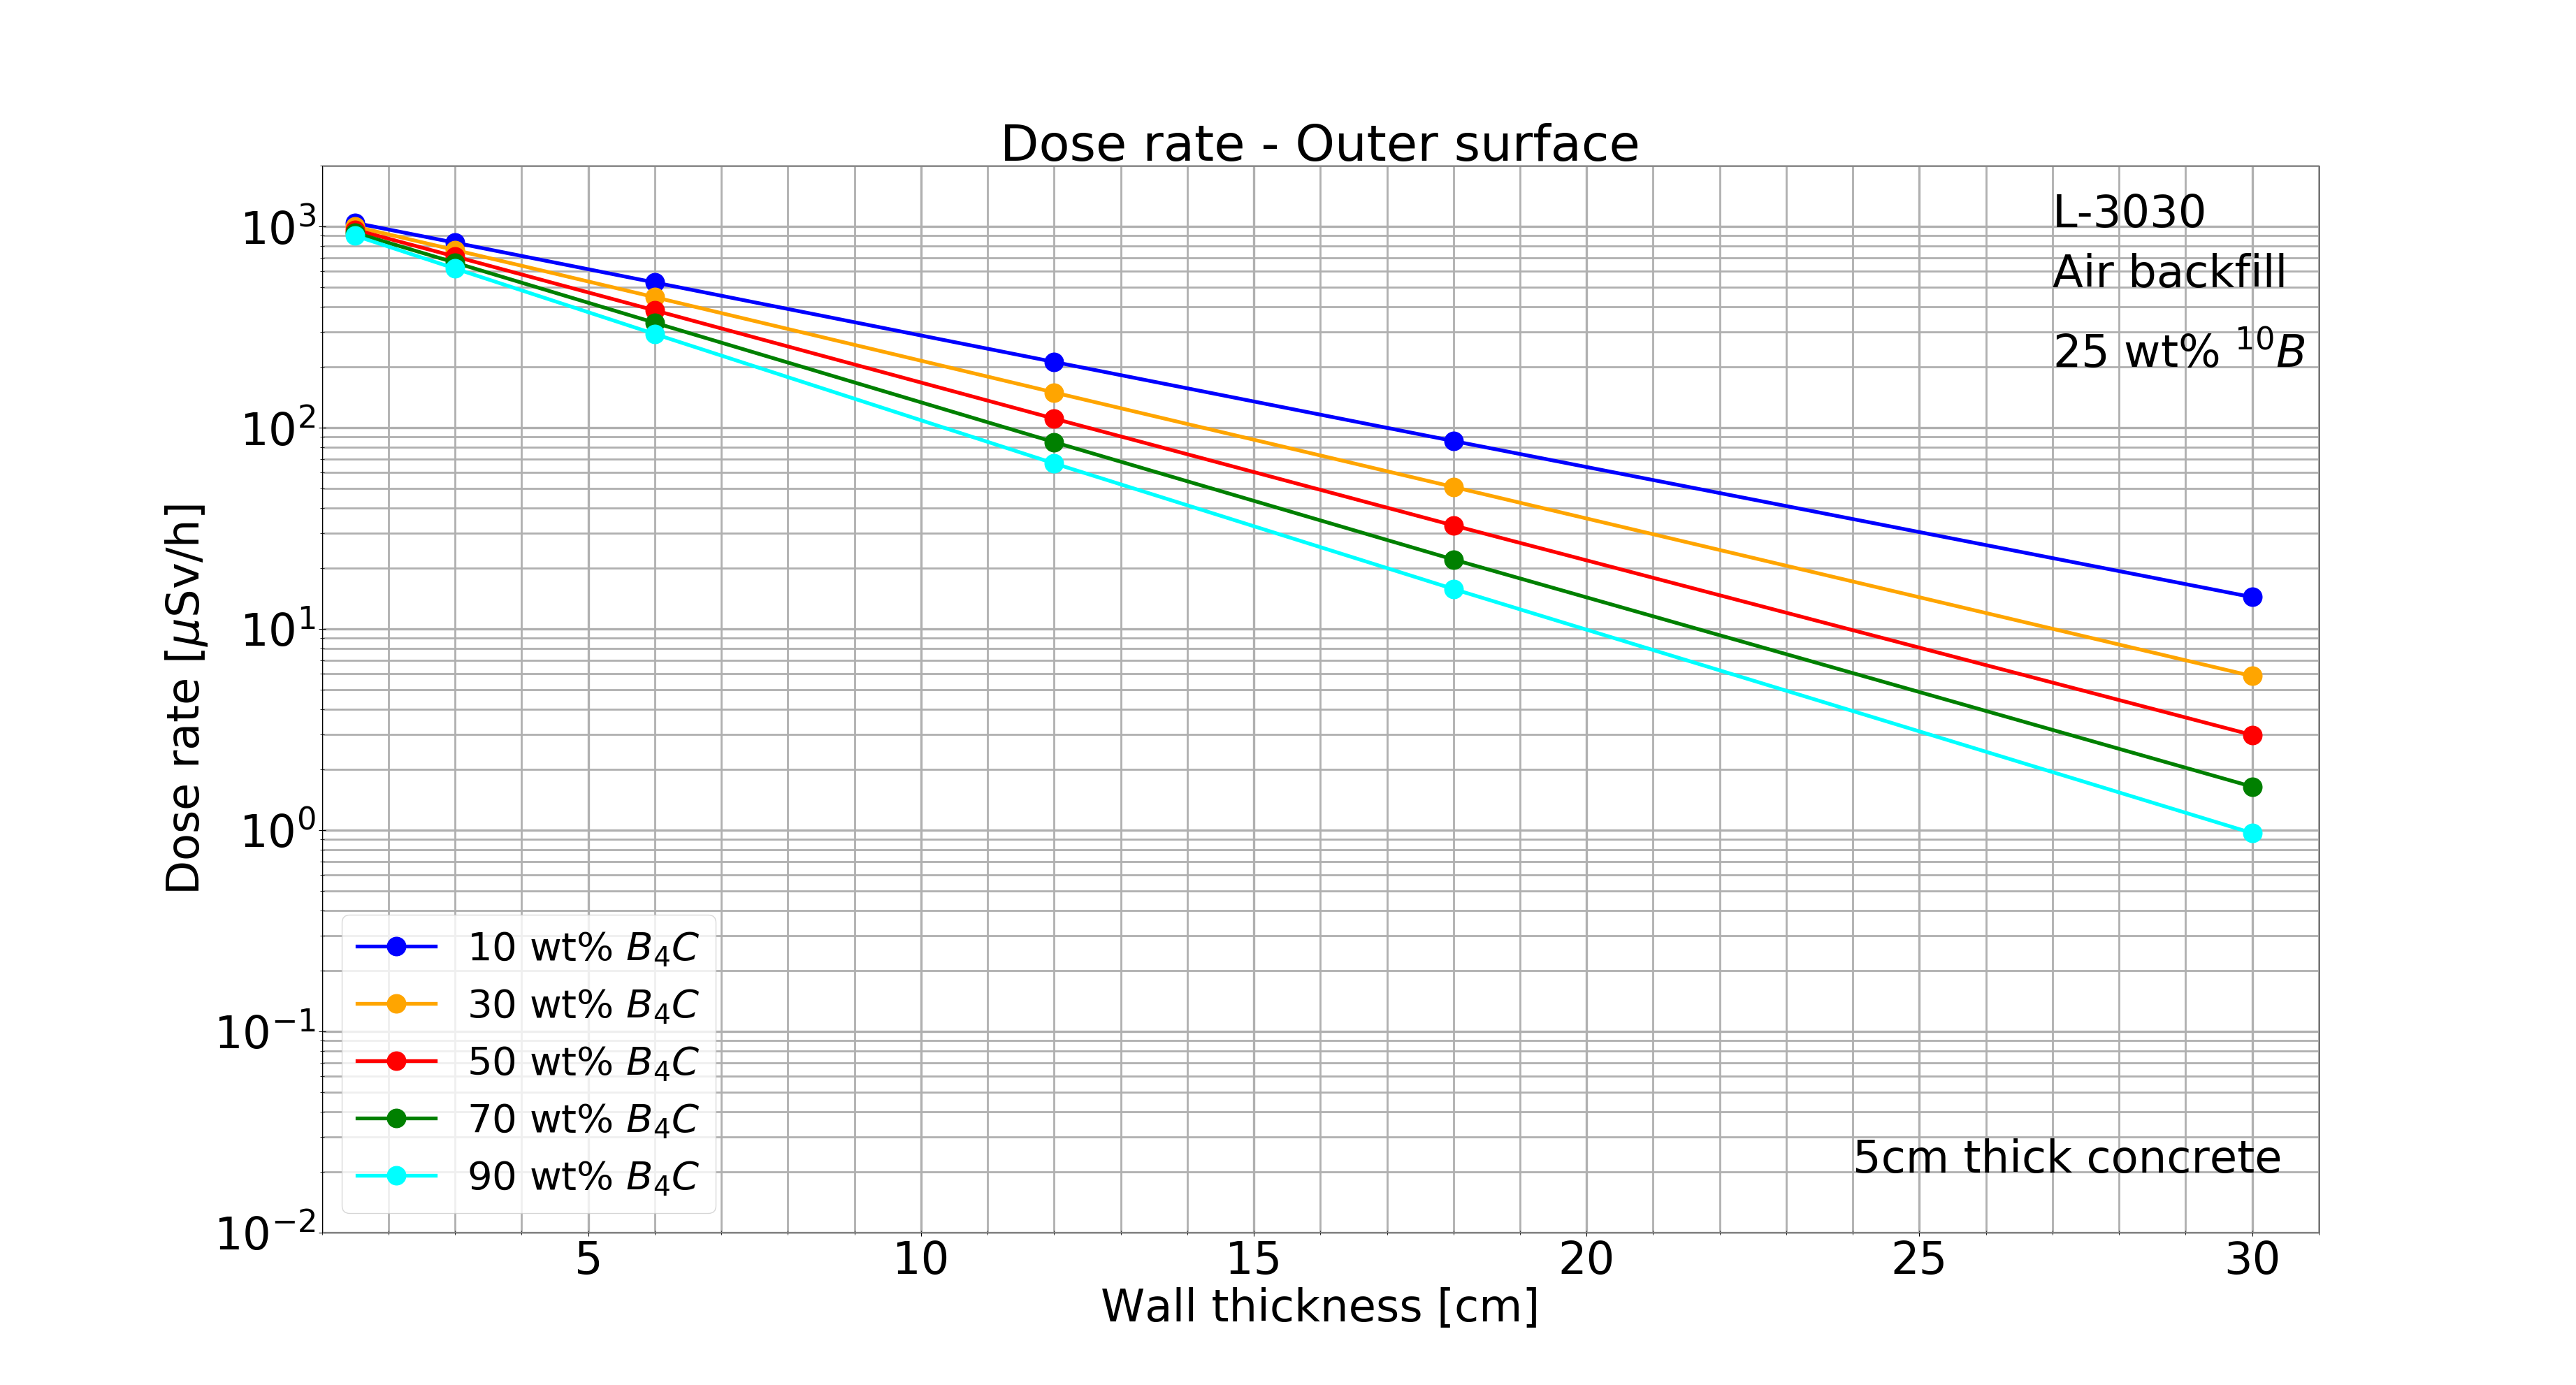 Dose rate - Outer surface
L-3030
Air backfill
25 wt% ¹⁰B
10³
10²
10¹
10⁰
10⁻¹
10⁻²
Dose rate [μSv/h]
10 wt% B₄C
30 wt% B₄C
50 wt% B₄C
70 wt% B₄C
90 wt% B₄C
5cm thick concrete
5 10 15 20 25 30
Wall thickness [cm]